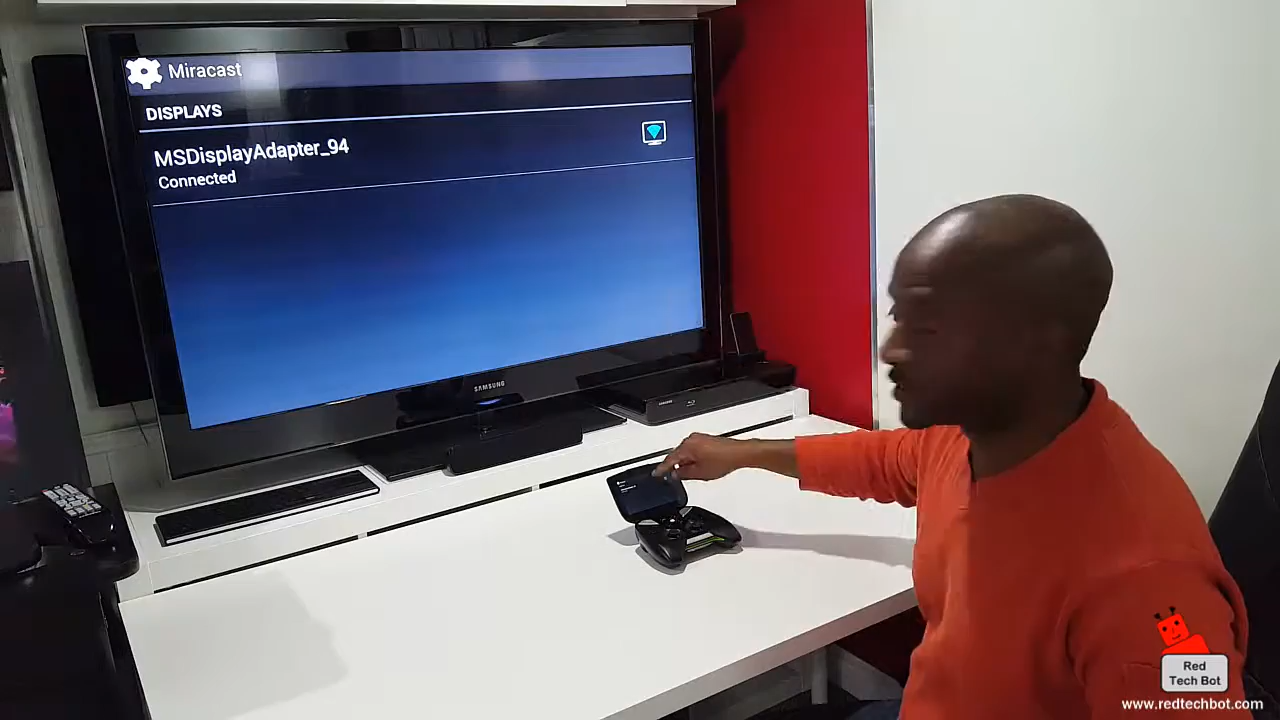 Miracast
DISPLAYS
MSDisplayAdapter_94
Connected
SAMSUNG
Red
Tech Bot
www.redtechbot.com